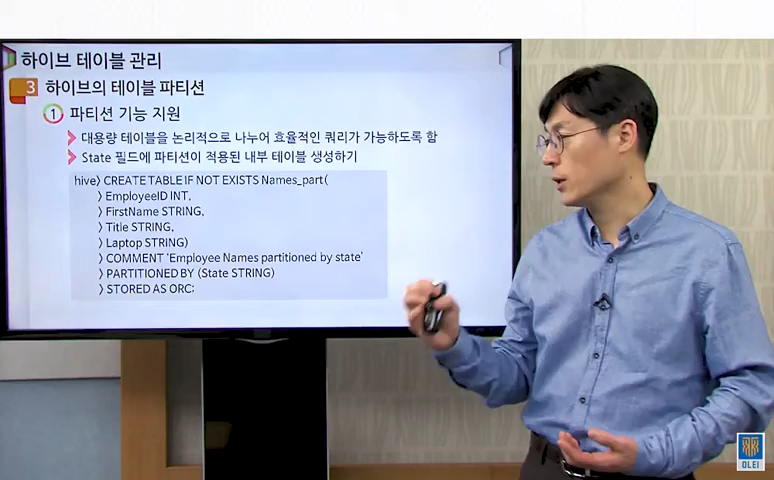 하이브 테이블 관리
3 하이브의 테이블 파티션
1 파티션 기능 지원
대용량 테이블을 논리적으로 나누어 효율적인 쿼리가 가능하도록 함
State 필드에 파티션이 적용된 내부 테이블 생성하기
hive> CREATE TABLE IF NOT EXISTS Names_part(
> EmployeeID INT,
> FirstName STRING,
> Title STRING,
> Laptop STRING)
> COMMENT 'Employee Names partitioned by state'
> PARTITIONED BY (State STRING)
> STORED AS ORC;
OLEI